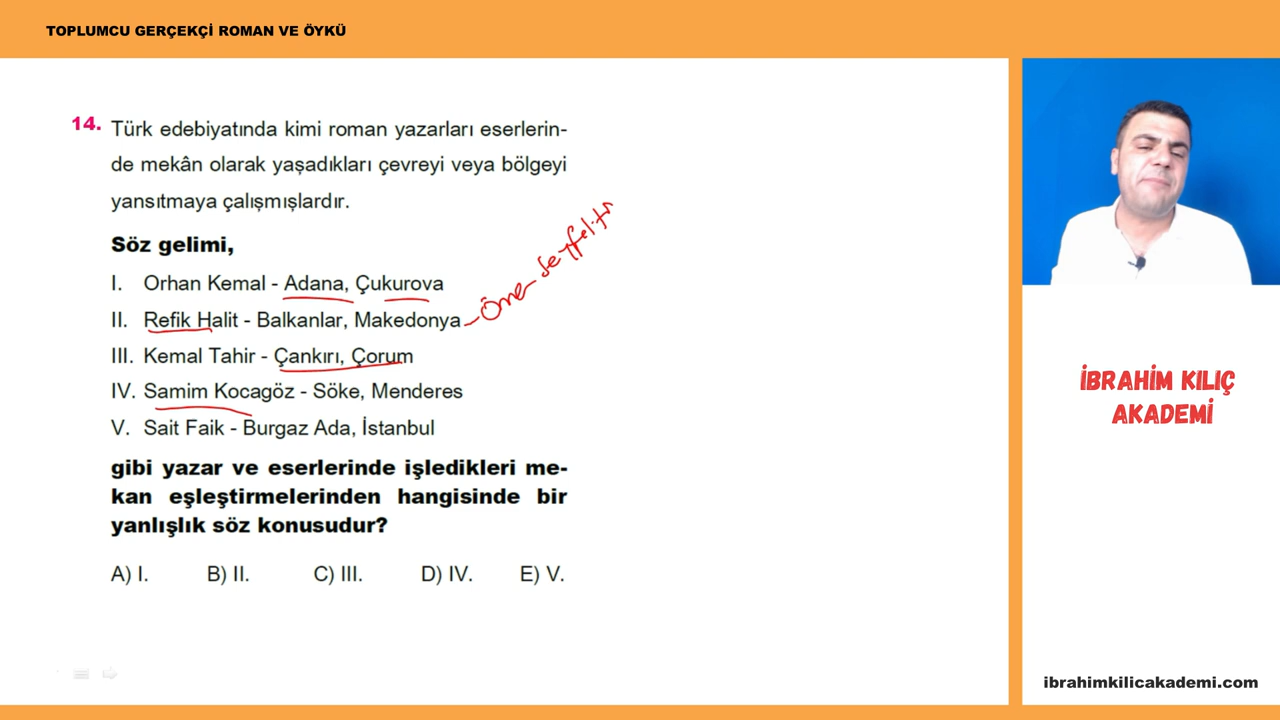 TOPLUMCU GERÇEKÇİ ROMAN VE ÖYKÜ
14. Türk edebiyatında kimi roman yazarları eserlerin-
de mekân olarak yaşadıkları çevreyi veya bölgeyi
yansıtmaya çalışmışlardır.
Söz gelimi,
I. Orhan Kemal - Adana, Çukurova
II. Refik Halit - Balkanlar, Makedonya
Ömer Seyfettin
III. Kemal Tahir - Çankırı, Çorum
IV. Samim Kocagöz - Söke, Menderes
V. Sait Faik - Burgaz Ada, İstanbul
gibi yazar ve eserlerinde işledikleri me-
kan eşleştirmelerinden hangisinde bir
yanlışlık söz konusudur?
A) I. B) II. C) III. D) IV. E) V.
İBRAHİM KILIÇ
AKADEMİ
ibrahimkilicakademi.com